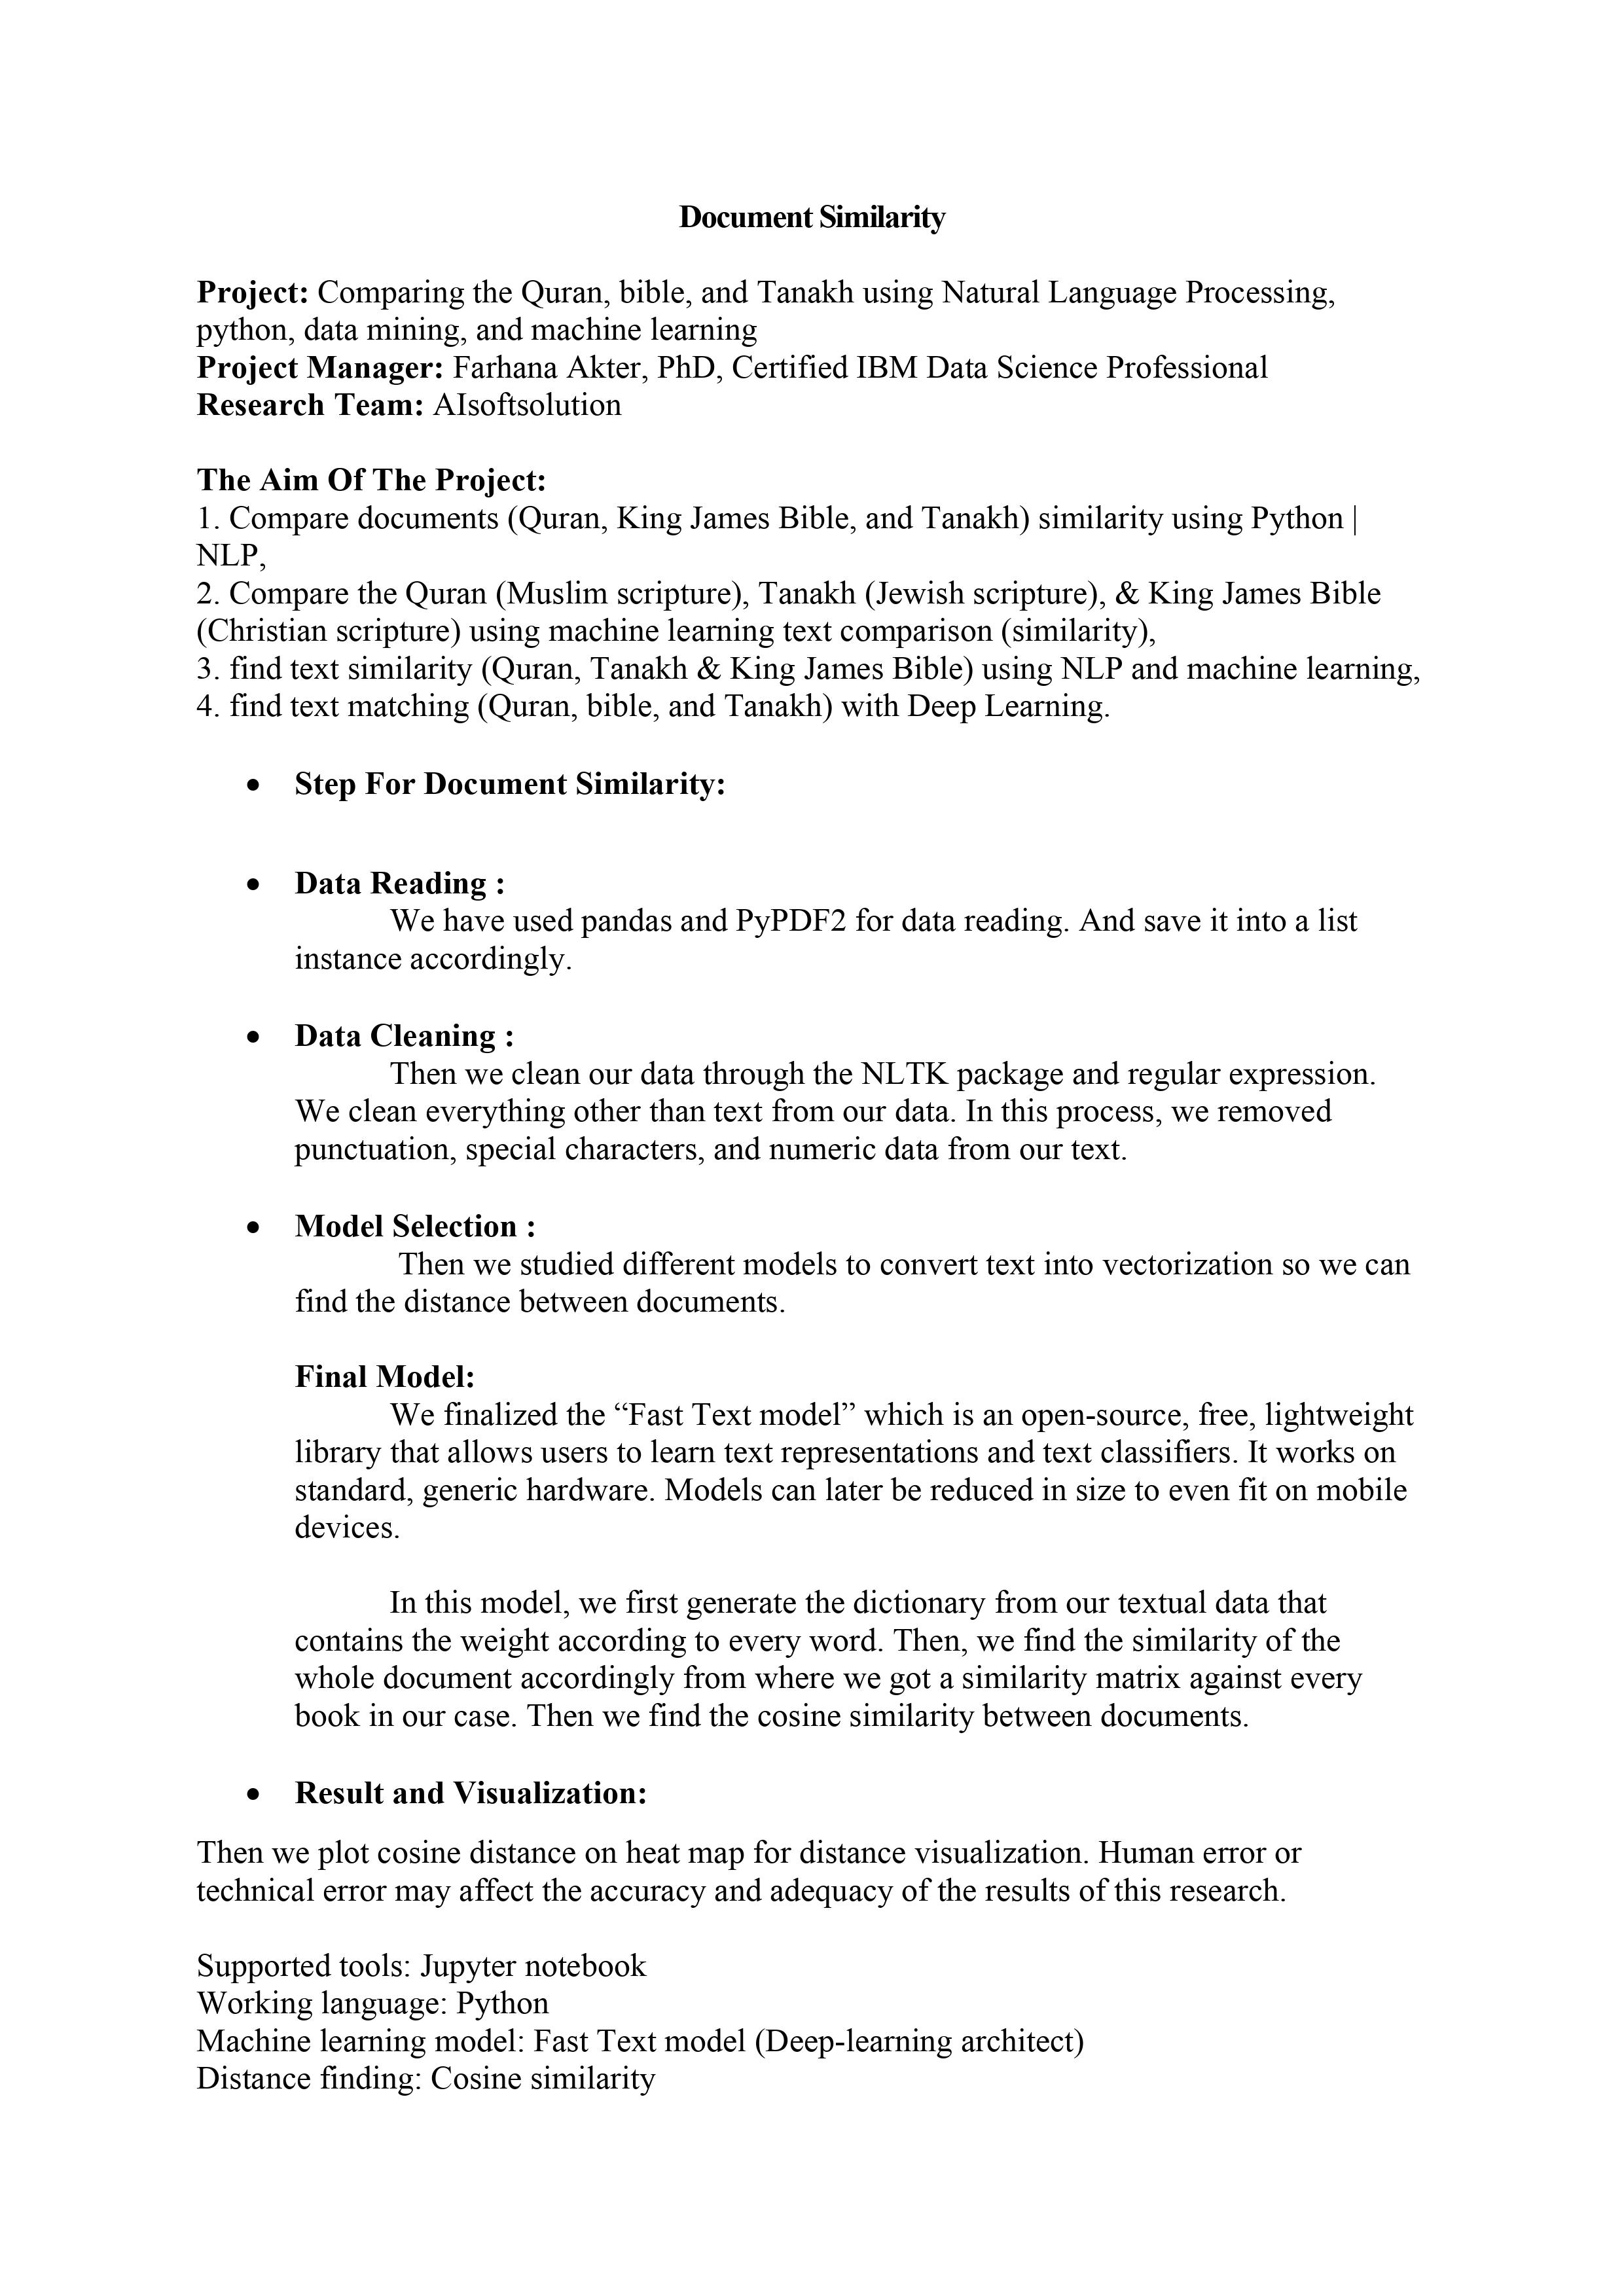 Document Similarity
Project: Comparing the Quran, bible, and Tanakh using Natural Language Processing,
python, data mining, and machine learning
Project Manager: Farhana Akter, PhD, Certified IBM Data Science Professional
Research Team: AIsoftsolution
The Aim Of The Project:
1. Compare documents (Quran, King James Bible, and Tanakh) similarity using Python |
NLP,
2. Compare the Quran (Muslim scripture), Tanakh (Jewish scripture), & King James Bible
(Christian scripture) using machine learning text comparison (similarity),
3. find text similarity (Quran, Tanakh & King James Bible) using NLP and machine learning,
4. find text matching (Quran, bible, and Tanakh) with Deep Learning.
• Step For Document Similarity:
• Data Reading :
We have used pandas and PyPDF2 for data reading. And save it into a list
instance accordingly.
• Data Cleaning :
Then we clean our data through the NLTK package and regular expression.
We clean everything other than text from our data. In this process, we removed
punctuation, special characters, and numeric data from our text.
• Model Selection :
Then we studied different models to convert text into vectorization so we can
find the distance between documents.
Final Model:
We finalized the “Fast Text model” which is an open-source, free, lightweight
library that allows users to learn text representations and text classifiers. It works on
standard, generic hardware. Models can later be reduced in size to even fit on mobile
devices.
In this model, we first generate the dictionary from our textual data that
contains the weight according to every word. Then, we find the similarity of the
whole document accordingly from where we got a similarity matrix against every
book in our case. Then we find the cosine similarity between documents.
• Result and Visualization:
Then we plot cosine distance on heat map for distance visualization. Human error or
technical error may affect the accuracy and adequacy of the results of this research.
Supported tools: Jupyter notebook
Working language: Python
Machine learning model: Fast Text model (Deep-learning architect)
Distance finding: Cosine similarity